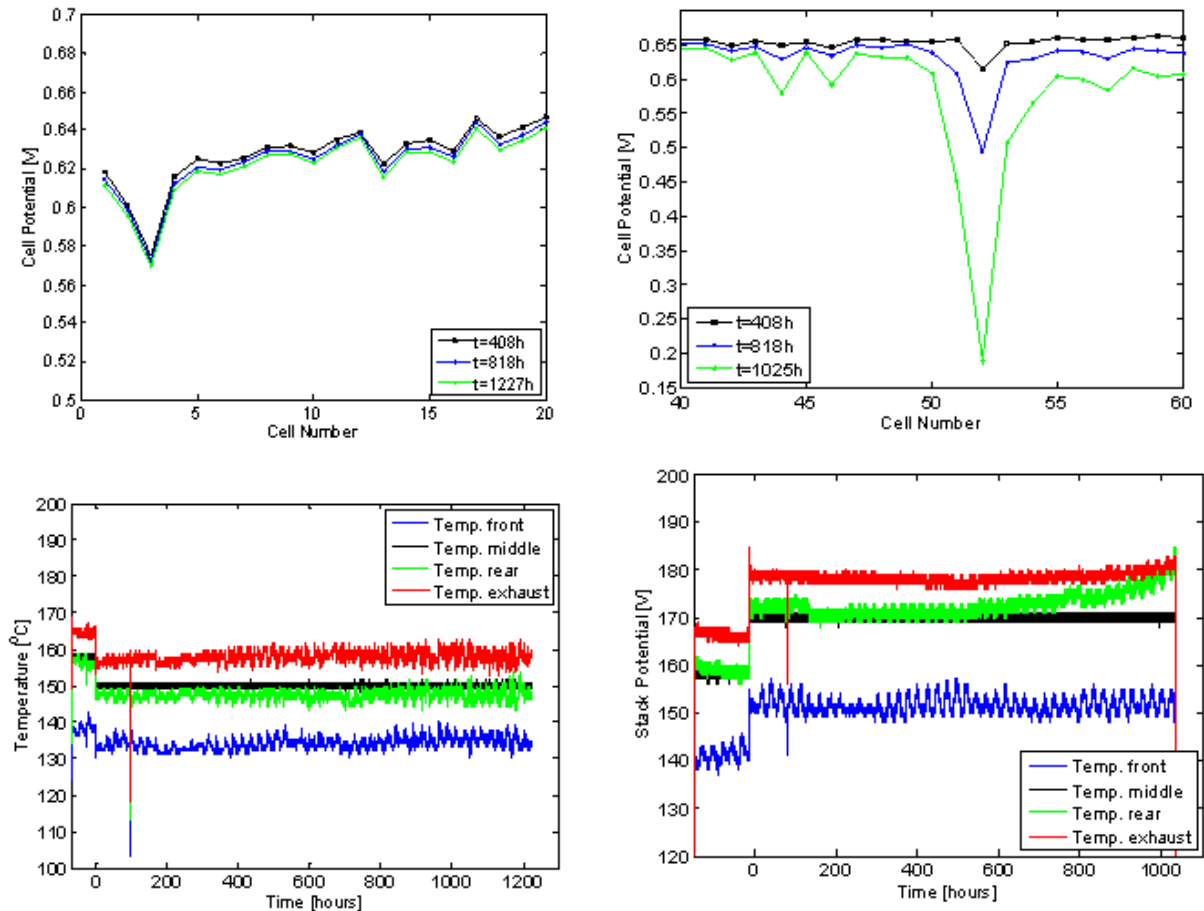 0.7
0.68
0.66
0.64
0.62
0.6
0.58
0.56
0.54
0.52
0.5
Cell Potential [V]
t=408h
t=818h
t=1227h
0 5 10 15 20
Cell Number
0.65
0.6
0.55
0.5
0.45
0.4
0.35
0.3
0.25
0.2
0.15
Cell Potential [V]
t=408h
t=818h
t=1025h
40 45 50 55 60
Cell Number
200
190
180
170
160
150
140
130
120
110
100
Temperature [⁰C]
Temp. front
Temp. middle
Temp. rear
Temp. exhaust
0 200 400 600 800 1000 1200
Time [hours]
200
190
180
170
160
150
140
130
120
Stack Potential [V]
Temp. front
Temp. middle
Temp. rear
Temp. exhaust
0 200 400 600 800 1000
Time [hours]